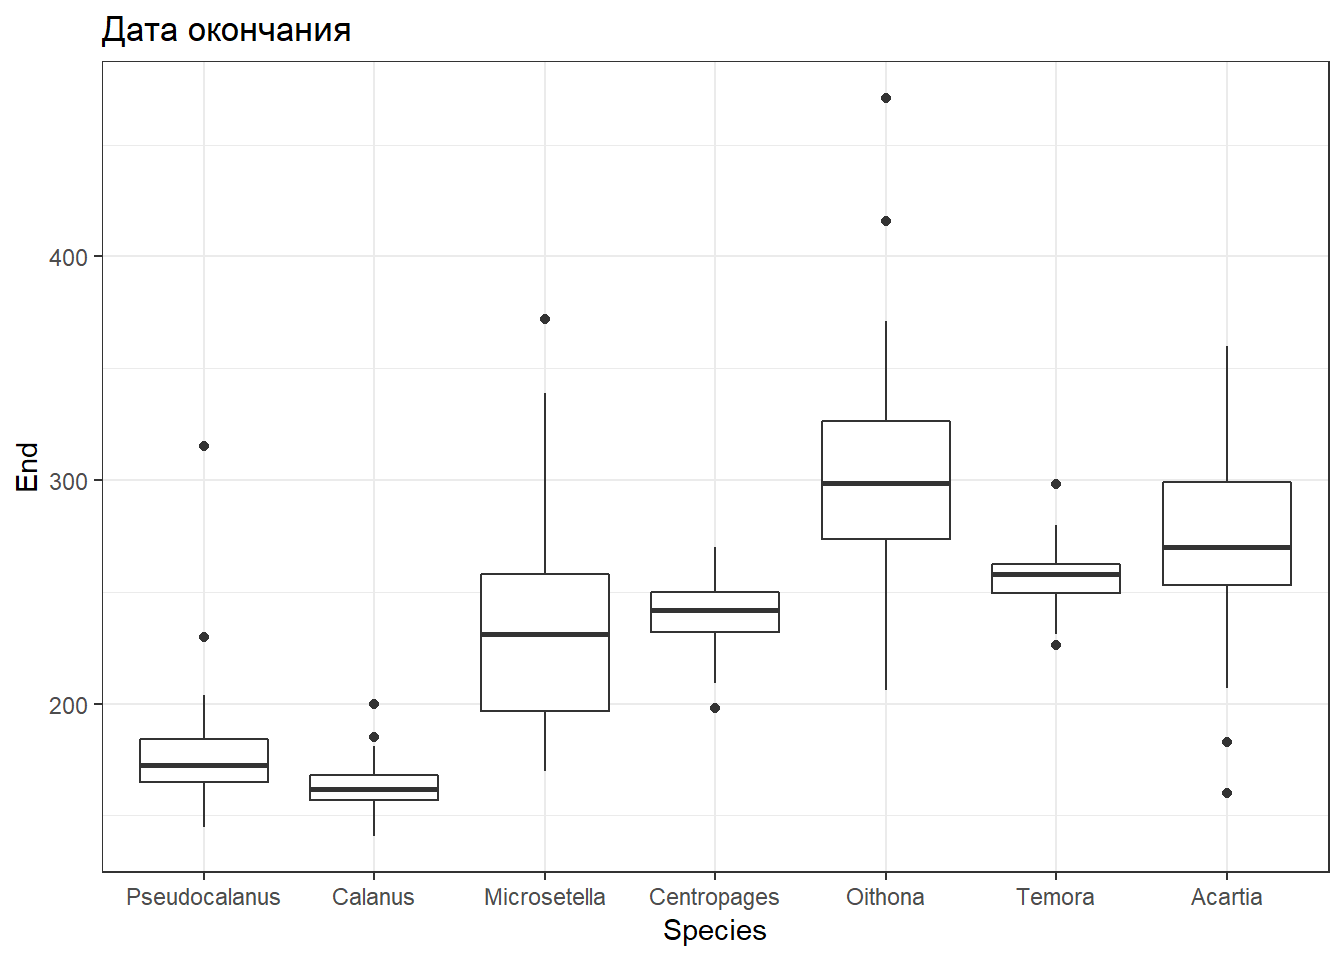 Дата окончания
End
400
300
200
Pseudocalanus
Calanus
Microsetella
Centropages
Oithona
Temora
Acartia
Species